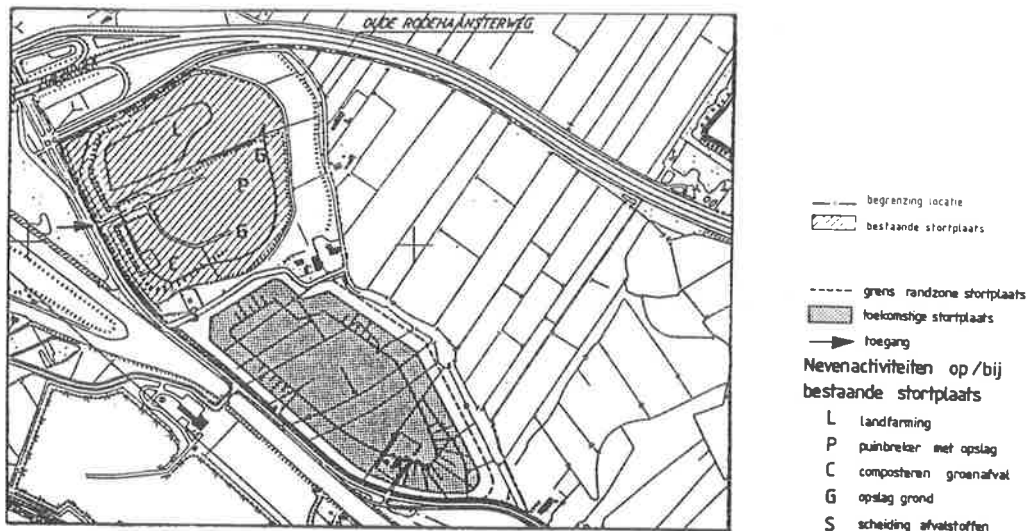 OUDE RODEHAANSTERWEG
L
G
P
G
begrenzing locatie
bestaande stortplaats
grens randzone stortplaats
toekomstige stortplaats
toegang
Nevenactiviteiten op/bij
bestaande stortplaats
L landfarming
P puinbreker met opslag
C composteren groenafval
G opslag grond
S scheiding afvalstoffen